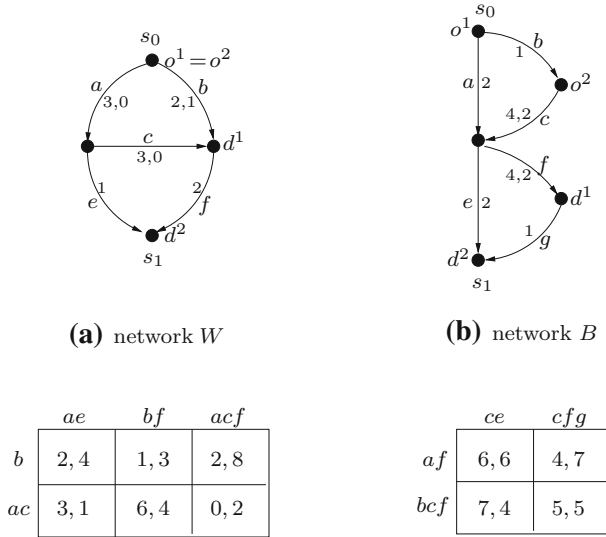 s₀
o¹ = o²
a
3,0
b
2,1
c
3,0
d¹
1
e
2
f
d²
s₁
(a) network W
s₀
o¹
b
1
a
2
o²
4,2
c
f
4,2
e
2
d¹
1
g
d²
s₁
(b) network B
ae bf acf
b 2, 4 1, 3 2, 8
ac 3, 1 6, 4 0, 2
ce cfg
af 6, 6 4, 7
bcf 7, 4 5, 5